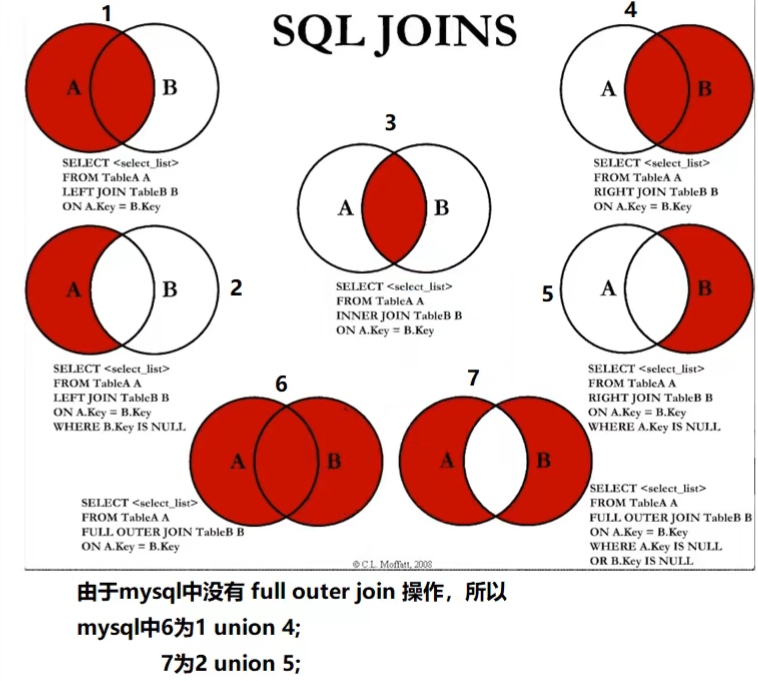 SQL JOINS
1
A
B
SELECT <select_list>
FROM TableA A
LEFT JOIN TableB B
ON A.Key = B.Key
2
A
B
SELECT <select_list>
FROM TableA A
LEFT JOIN TableB B
ON A.Key = B.Key
WHERE B.Key IS NULL
3
A
B
SELECT <select_list>
FROM TableA A
INNER JOIN TableB B
ON A.Key = B.Key
4
A
B
SELECT <select_list>
FROM TableA A
RIGHT JOIN TableB B
ON A.Key = B.Key
5
A
B
SELECT <select_list>
FROM TableA A
RIGHT JOIN TableB B
ON A.Key = B.Key
WHERE A.Key IS NULL
6
A
B
SELECT <select_list>
FROM TableA A
FULL OUTER JOIN TableB B
ON A.Key = B.Key
7
A
B
SELECT <select_list>
FROM TableA A
FULL OUTER JOIN TableB B
ON A.Key = B.Key
WHERE A.Key IS NULL
OR B.Key IS NULL
© C.L. Moffatt, 2008
由于mysql中没有 full outer join 操作，所以
mysql中6为1 union 4;
7为2 union 5;